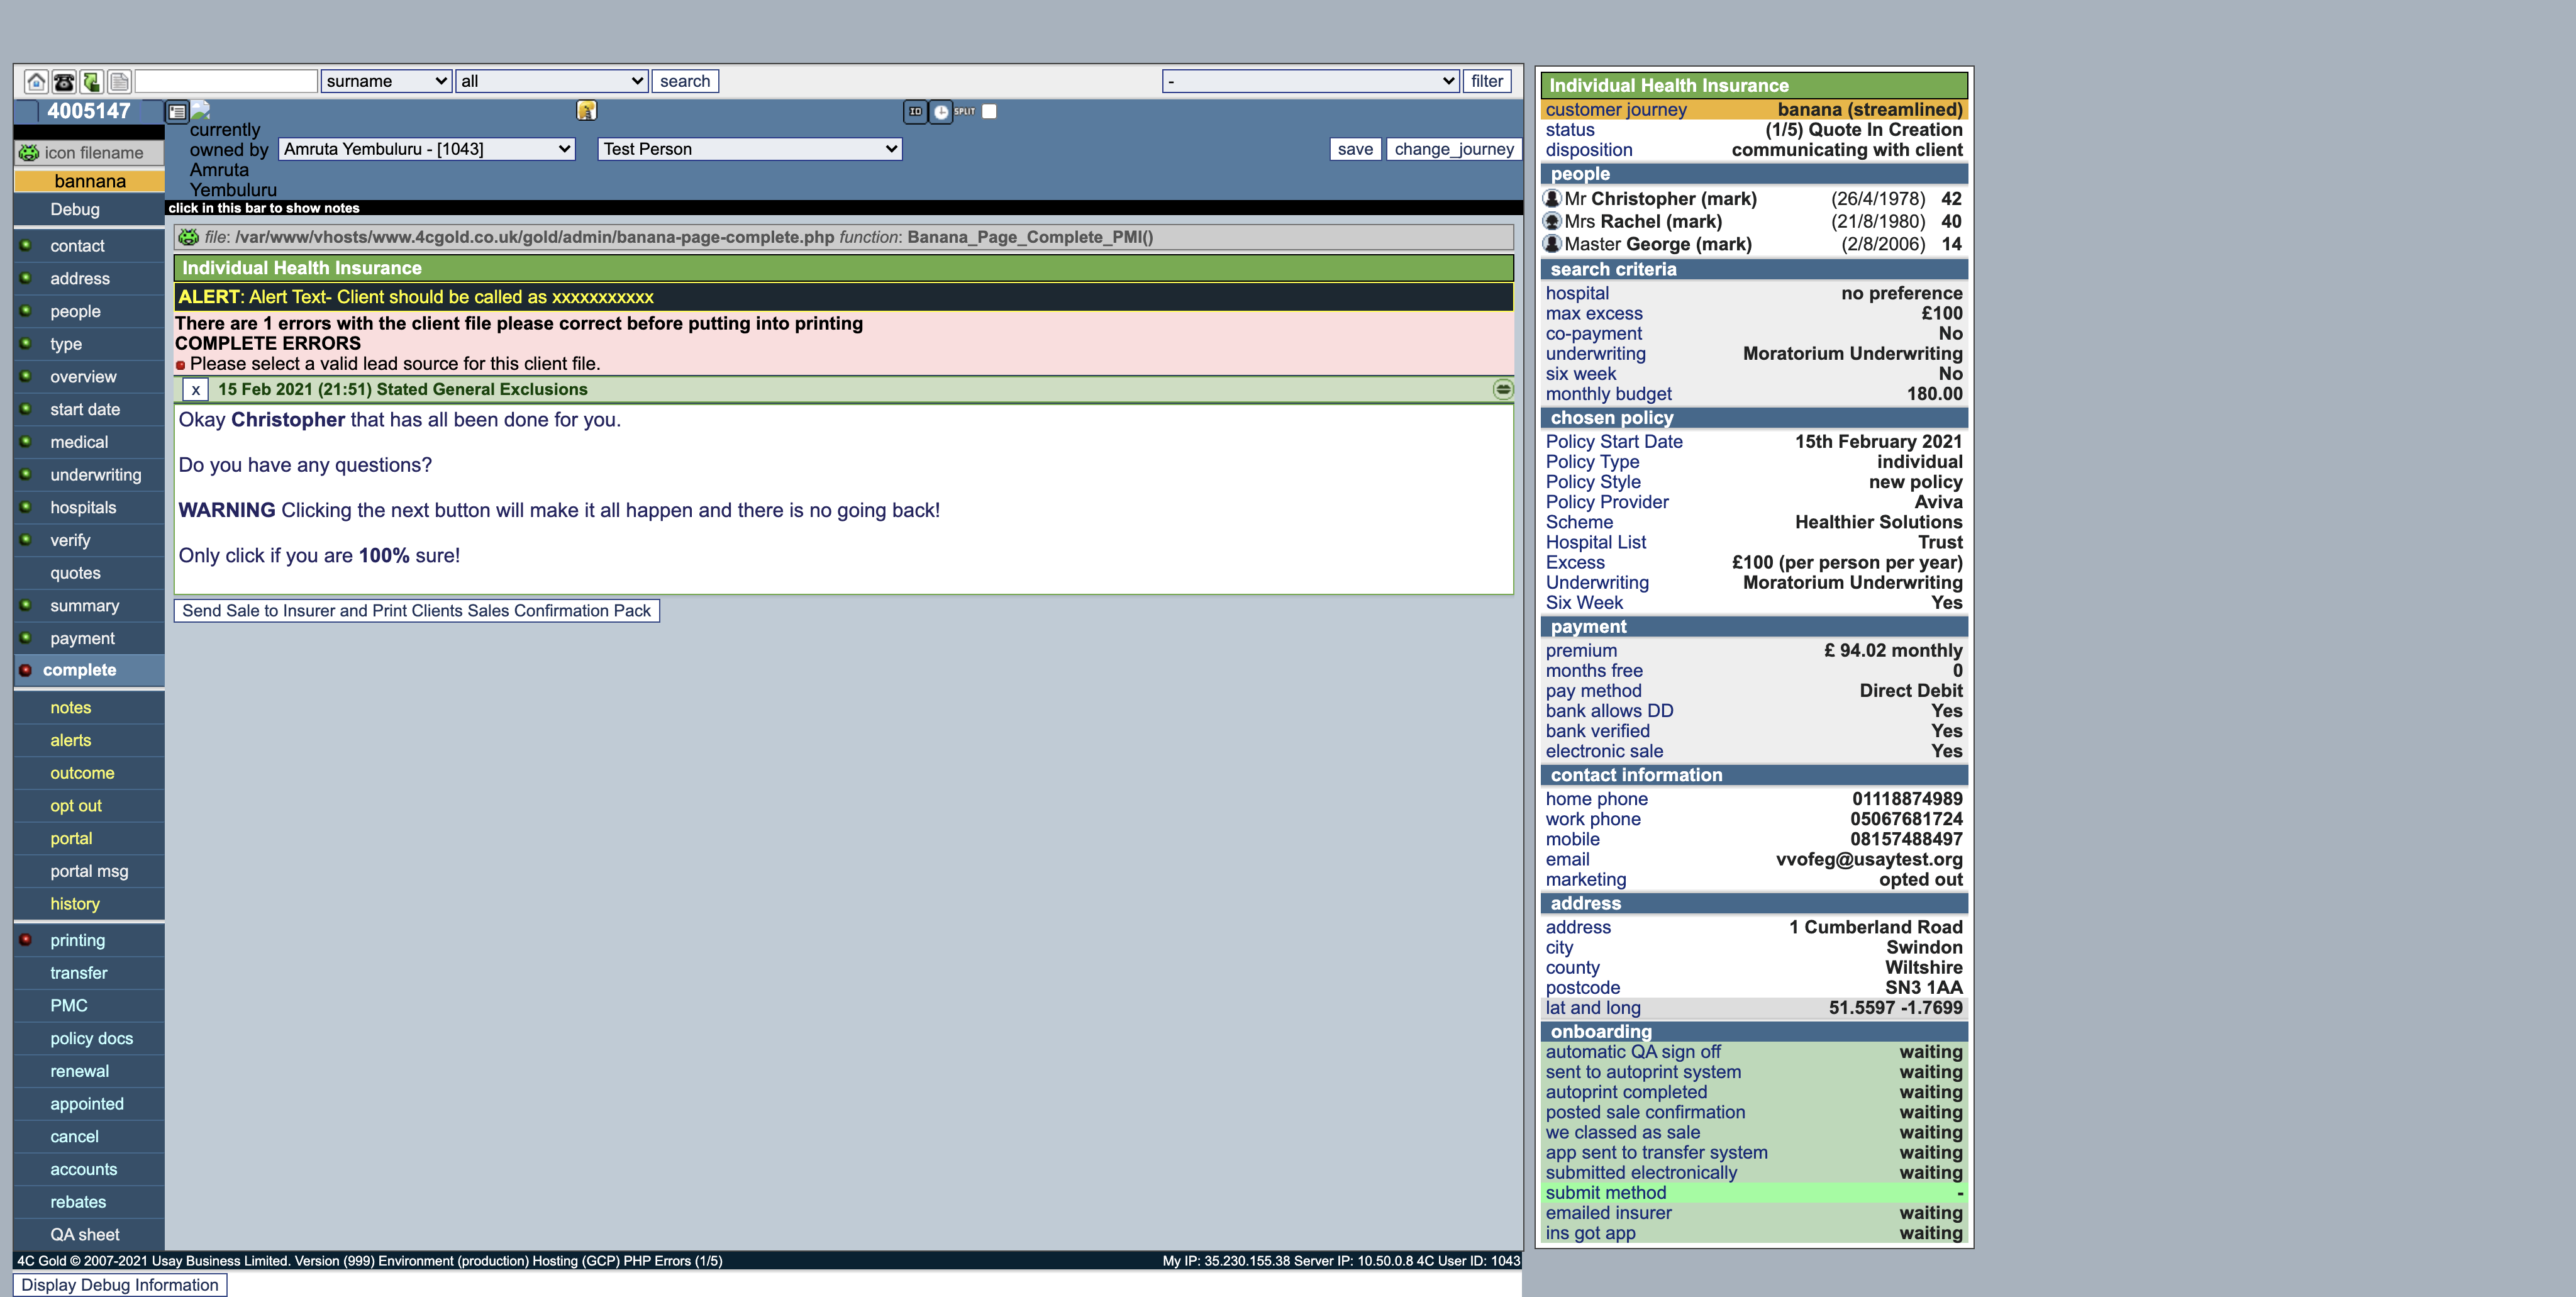 surname all search - filter
4005147 ID SPLIT
currently owned by Amruta Yembuluru
Amruta Yembuluru - [1043] Test Person save change_journey
icon filename
bannana
Debug
contact
address
people
type
overview
start date
medical
underwriting
hospitals
verify
quotes
summary
payment
complete
notes
alerts
outcome
opt out
portal
portal msg
history
printing
transfer
PMC
policy docs
renewal
appointed
cancel
accounts
rebates
QA sheet
click in this bar to show notes
file: /var/www/vhosts/www.4cgold.co.uk/gold/admin/banana-page-complete.php function: Banana_Page_Complete_PMI()
Individual Health Insurance
ALERT: Alert Text- Client should be called as xxxxxxxxxxx
There are 1 errors with the client file please correct before putting into printing
COMPLETE ERRORS
Please select a valid lead source for this client file.
x 15 Feb 2021 (21:51) Stated General Exclusions
Okay Christopher that has all been done for you.
Do you have any questions?
WARNING Clicking the next button will make it all happen and there is no going back!
Only click if you are 100% sure!
Send Sale to Insurer and Print Clients Sales Confirmation Pack
4C Gold © 2007-2021 Usay Business Limited. Version (999) Environment (production) Hosting (GCP) PHP Errors (1/5) My IP: 35.230.155.38 Server IP: 10.50.0.8 4C User ID: 1043
Display Debug Information
Individual Health Insurance
customer journey banana (streamlined)
status (1/5) Quote In Creation
disposition communicating with client
people
Mr Christopher (mark) (26/4/1978) 42
Mrs Rachel (mark) (21/8/1980) 40
Master George (mark) (2/8/2006) 14
search criteria
hospital no preference
max excess £100
co-payment No
underwriting Moratorium Underwriting
six week No
monthly budget 180.00
chosen policy
Policy Start Date 15th February 2021
Policy Type individual
Policy Style new policy
Policy Provider Aviva
Scheme Healthier Solutions
Hospital List Trust
Excess £100 (per person per year)
Underwriting Moratorium Underwriting
Six Week Yes
payment
premium £ 94.02 monthly
months free 0
pay method Direct Debit
bank allows DD Yes
bank verified Yes
electronic sale Yes
contact information
home phone 01118874989
work phone 05067681724
mobile 08157488497
email vvofeg@usaytest.org
marketing opted out
address
address 1 Cumberland Road
city Swindon
county Wiltshire
postcode SN3 1AA
lat and long 51.5597 -1.7699
onboarding
automatic QA sign off waiting
sent to autoprint system waiting
autoprint completed waiting
posted sale confirmation waiting
we classed as sale waiting
app sent to transfer system waiting
submitted electronically waiting
submit method -
emailed insurer waiting
ins got app waiting